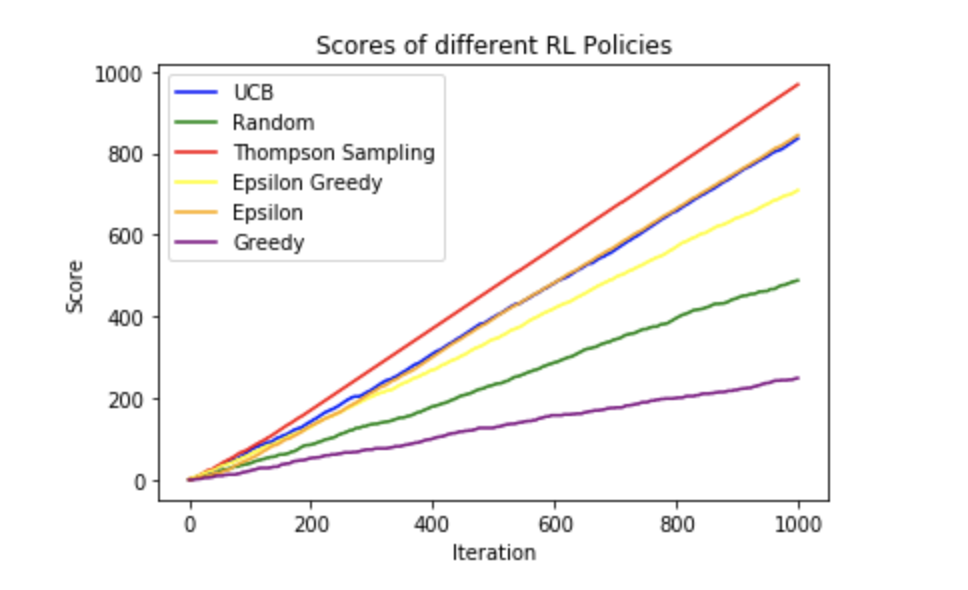 Scores of different RL Policies
1000
800
600
400
200
0
Score
UCB
Random
Thompson Sampling
Epsilon Greedy
Epsilon
Greedy
0 200 400 600 800 1000
Iteration